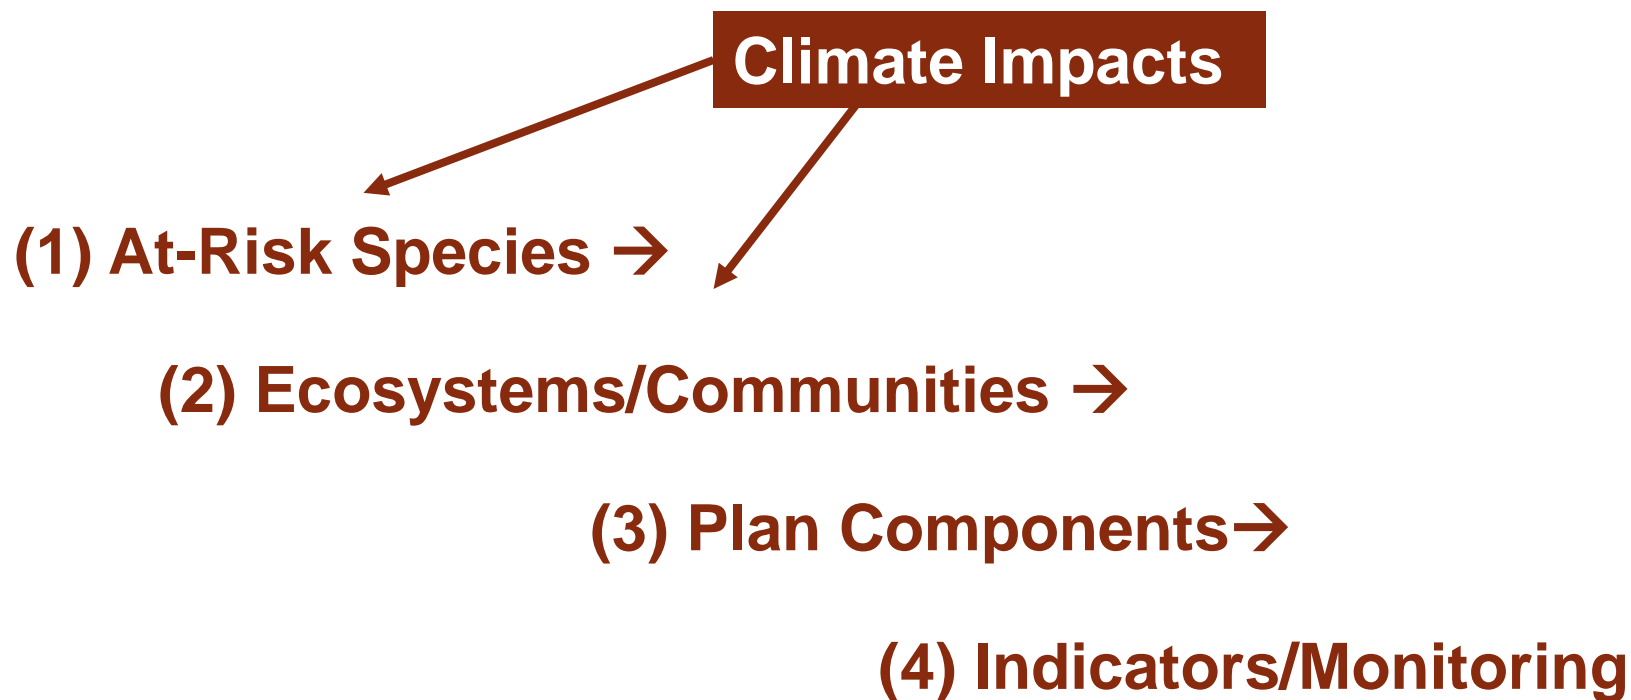 Climate Impacts
(1) At-Risk Species →
(2) Ecosystems/Communities →
(3) Plan Components→
(4) Indicators/Monitoring